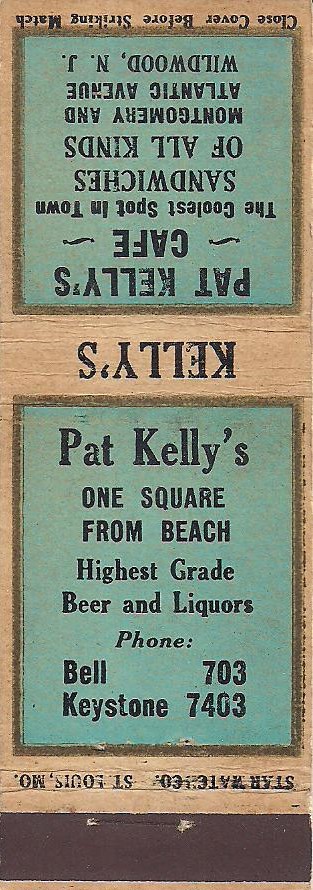 PAT KELLY'S
~ CAFE ~
The Coolest Spot In Town
SANDWICHES
OF ALL KINDS
MONTGOMERY AND
ATLANTIC AVENUE
WILDWOOD, N. J.
Close Cover Before Striking Match
KELLY'S
Pat Kelly's
ONE SQUARE
FROM BEACH
Highest Grade
Beer and Liquors
Phone:
Bell 703
Keystone 7403
STAR MATCH CO. ST LOUIS, MO.